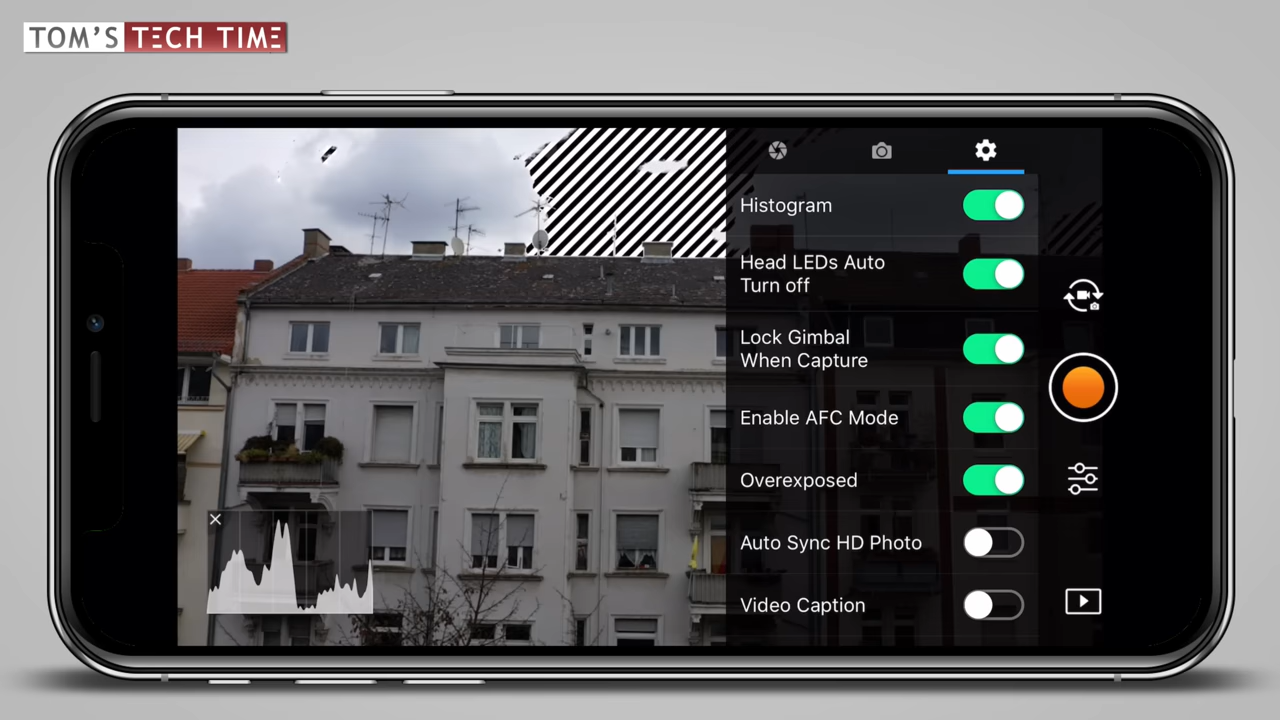 TOM'S TECH TIME
Histogram
Head LEDs Auto
Turn off
Lock Gimbal
When Capture
Enable AFC Mode
Overexposed
Auto Sync HD Photo
Video Caption